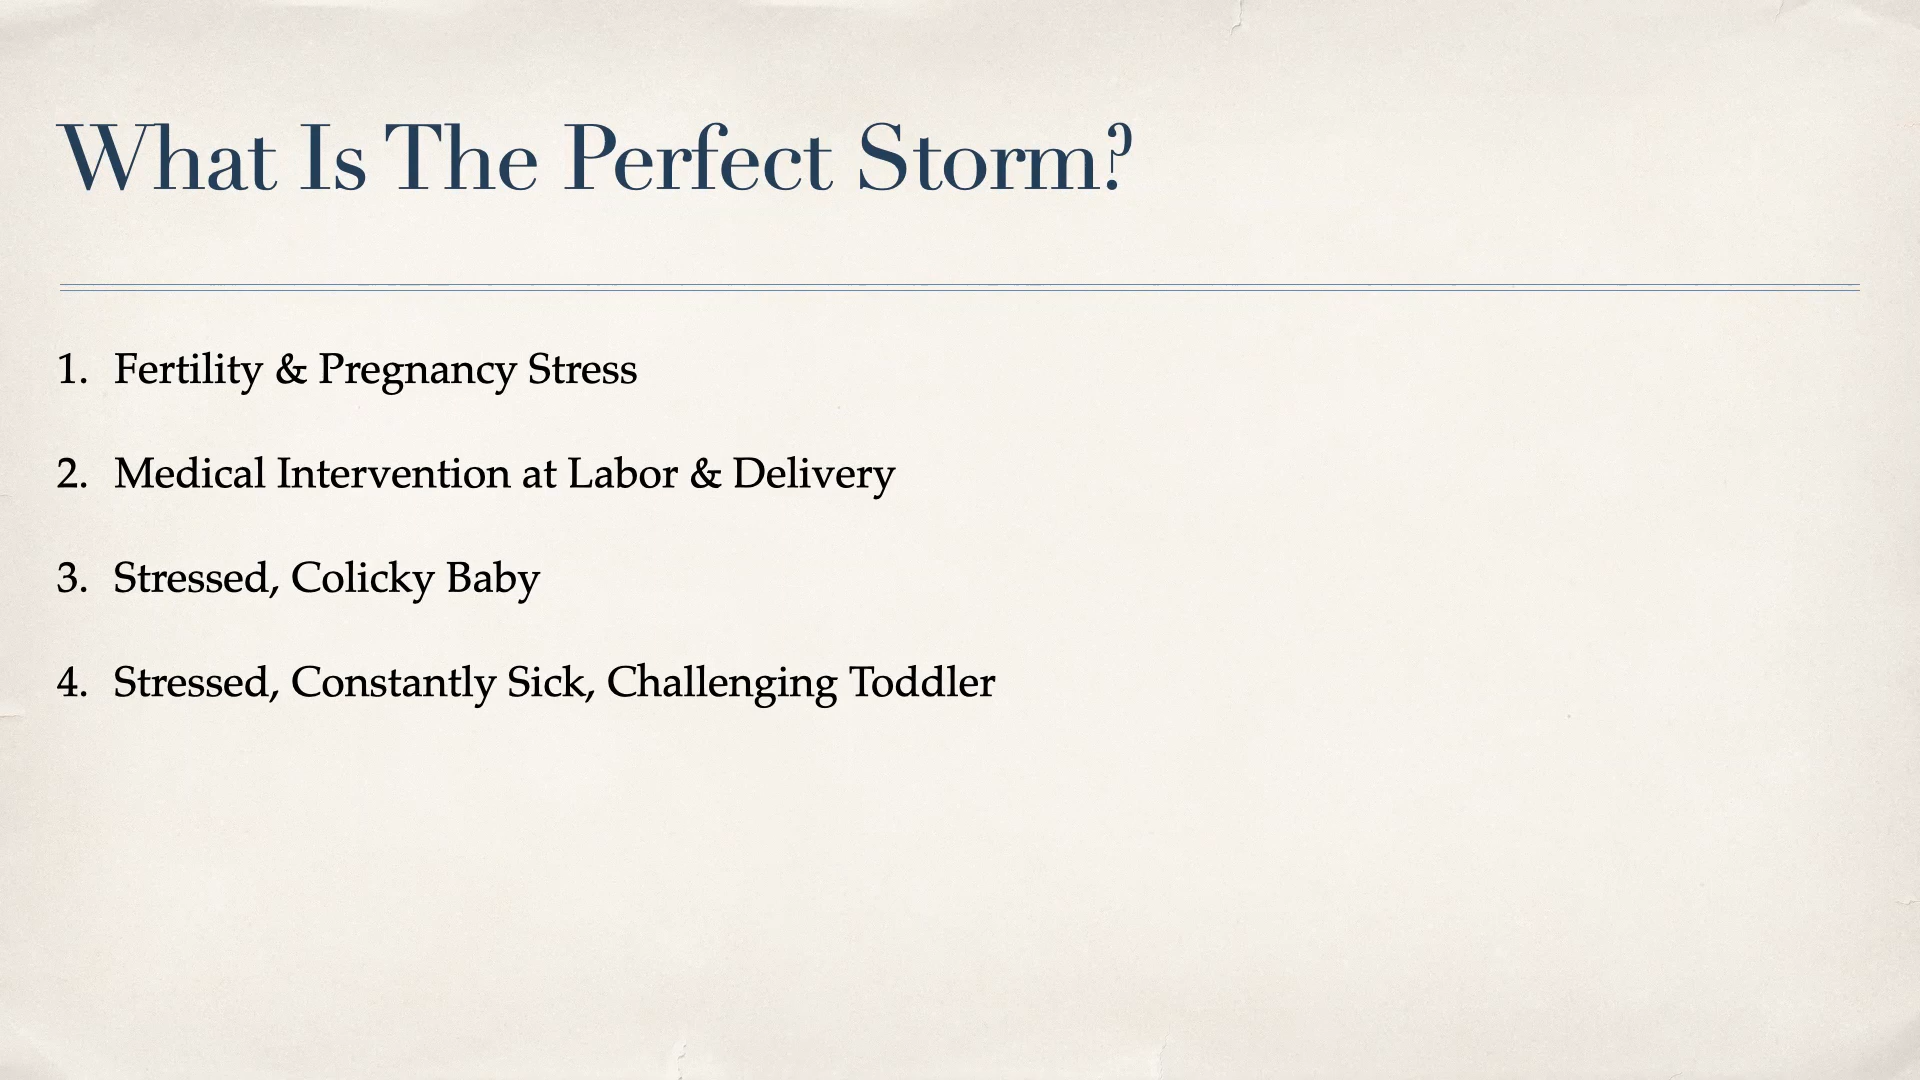 What Is The Perfect Storm?
1. Fertility & Pregnancy Stress
2. Medical Intervention at Labor & Delivery
3. Stressed, Colicky Baby
4. Stressed, Constantly Sick, Challenging Toddler